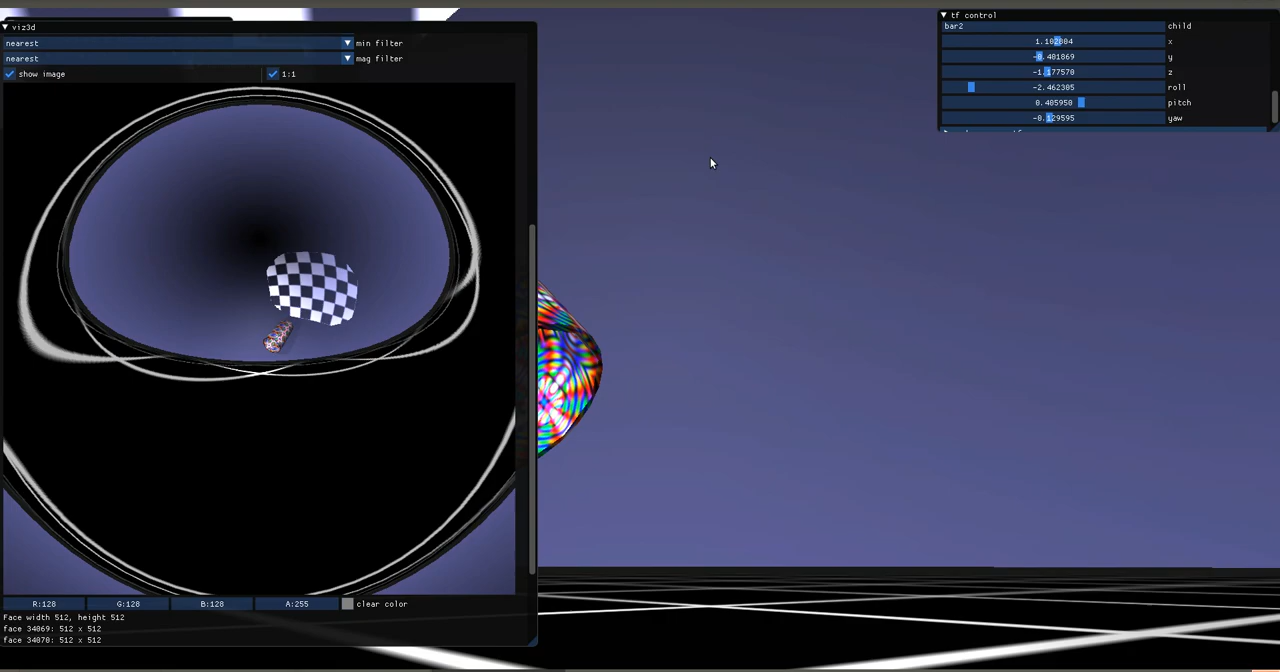 viz3d
nearest min filter
nearest mag filter
show image 1:1
R:128 G:128 B:128 A:255 clear color
Face width 512, height 512
face 34069: 512 x 512
face 34070: 512 x 512
tf control
bar2 child
1.102804 x
-0.401869 y
-1.177570 z
-2.462305 roll
0.405950 pitch
-0.129595 yaw